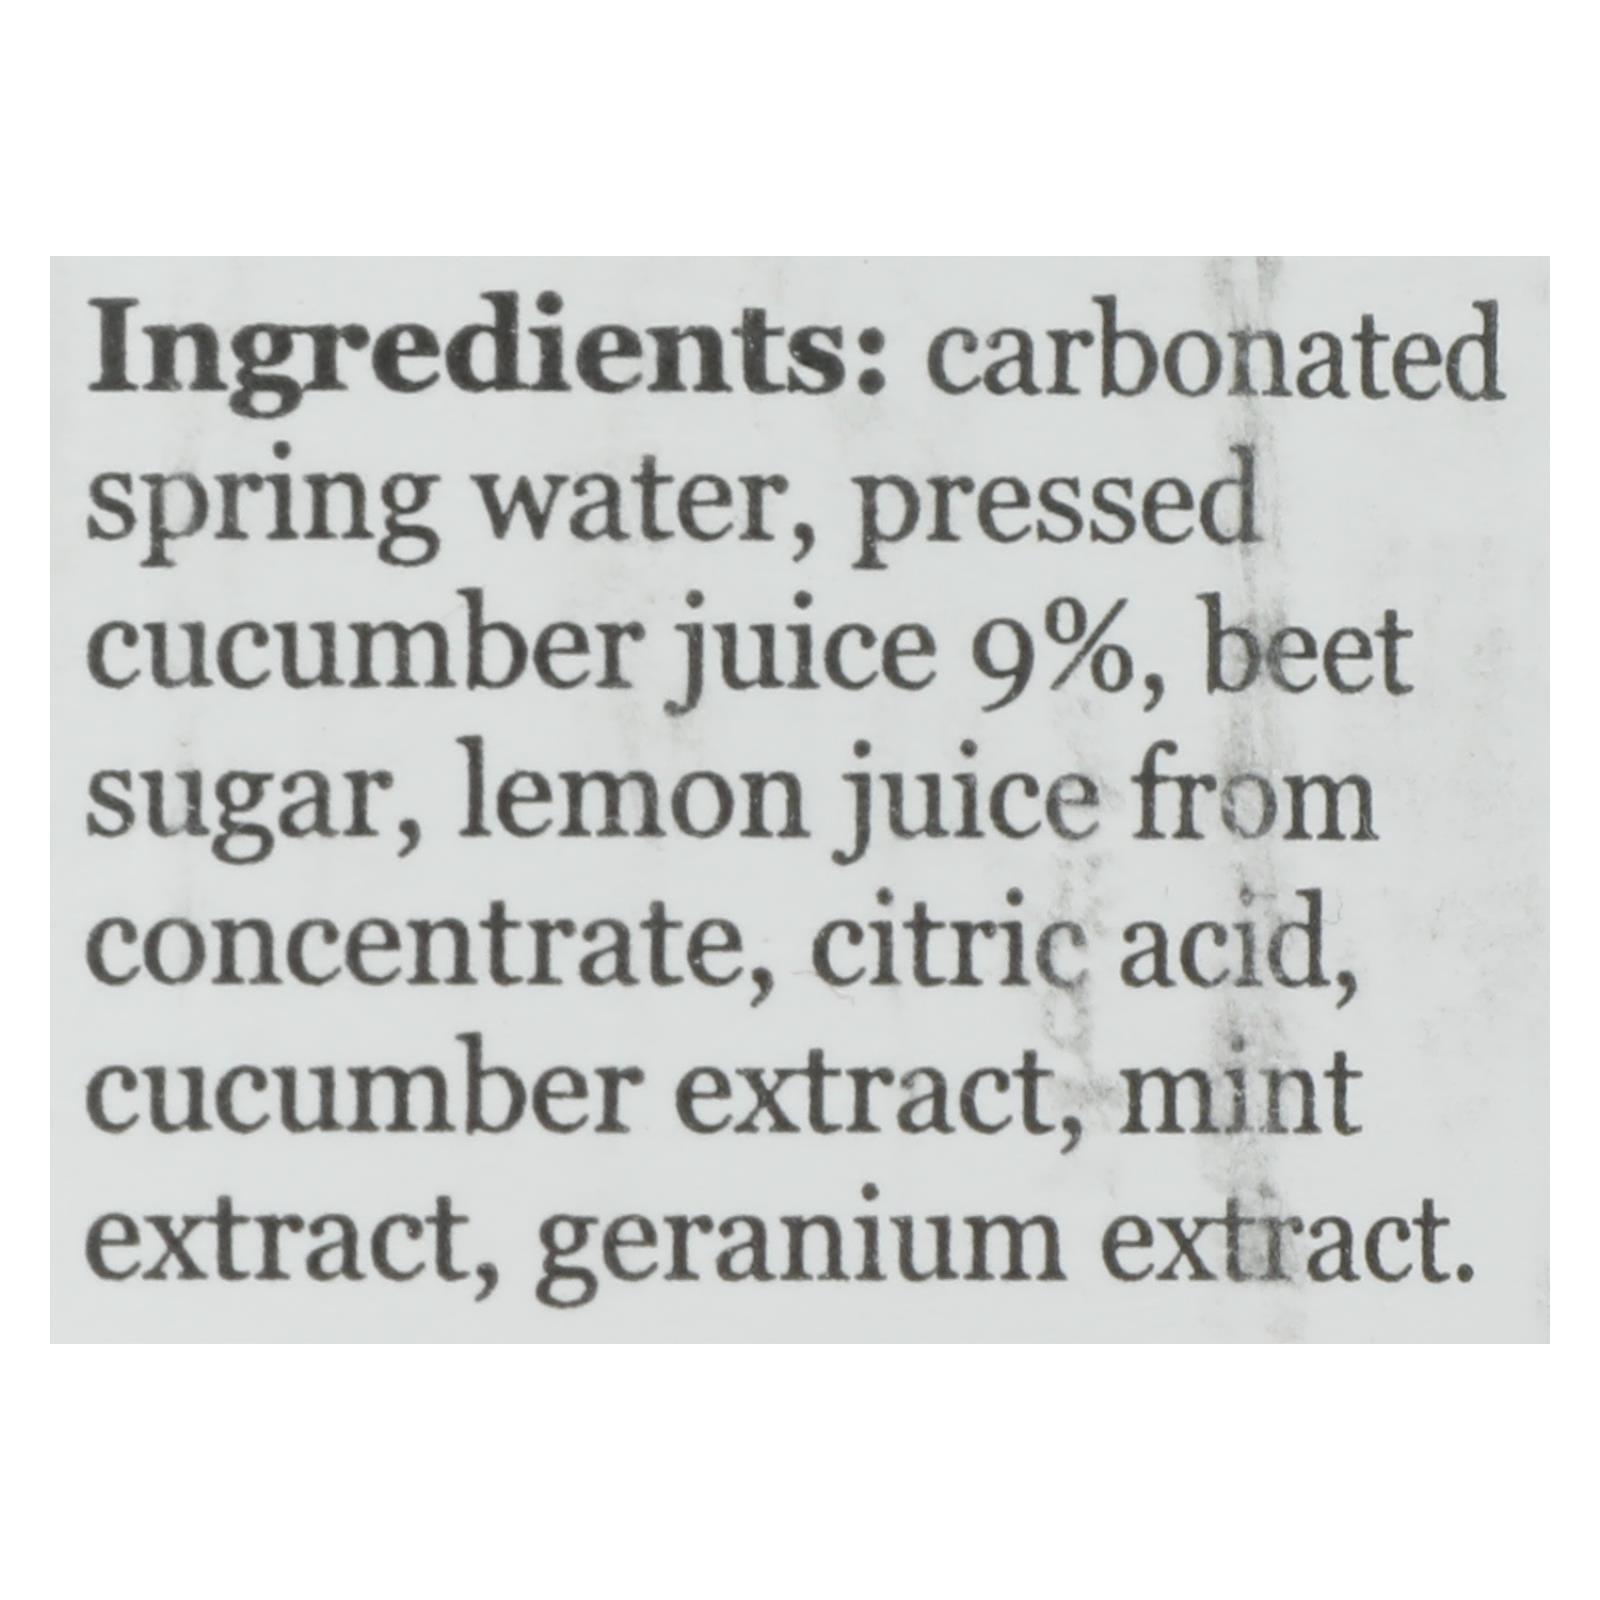 Ingredients: carbonated
spring water, pressed
cucumber juice 9%, beet
sugar, lemon juice from
concentrate, citric acid,
cucumber extract, mint
extract, geranium extract.